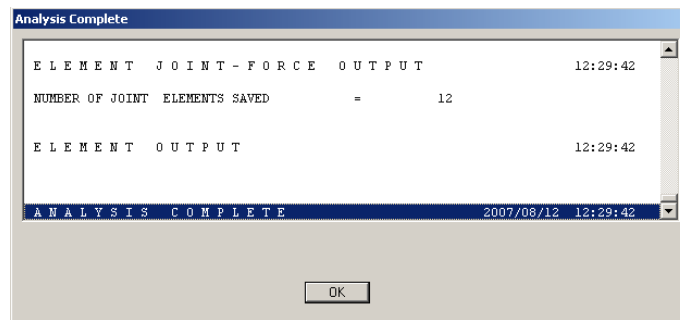 Analysis Complete
E L E M E N T   J O I N T - F O R C E   O U T P U T   12:29:42
NUMBER OF JOINT  ELEMENTS SAVED   =   12
E L E M E N T   O U T P U T   12:29:42
A N A L Y S I S   C O M P L E T E   2007/08/12  12:29:42
OK